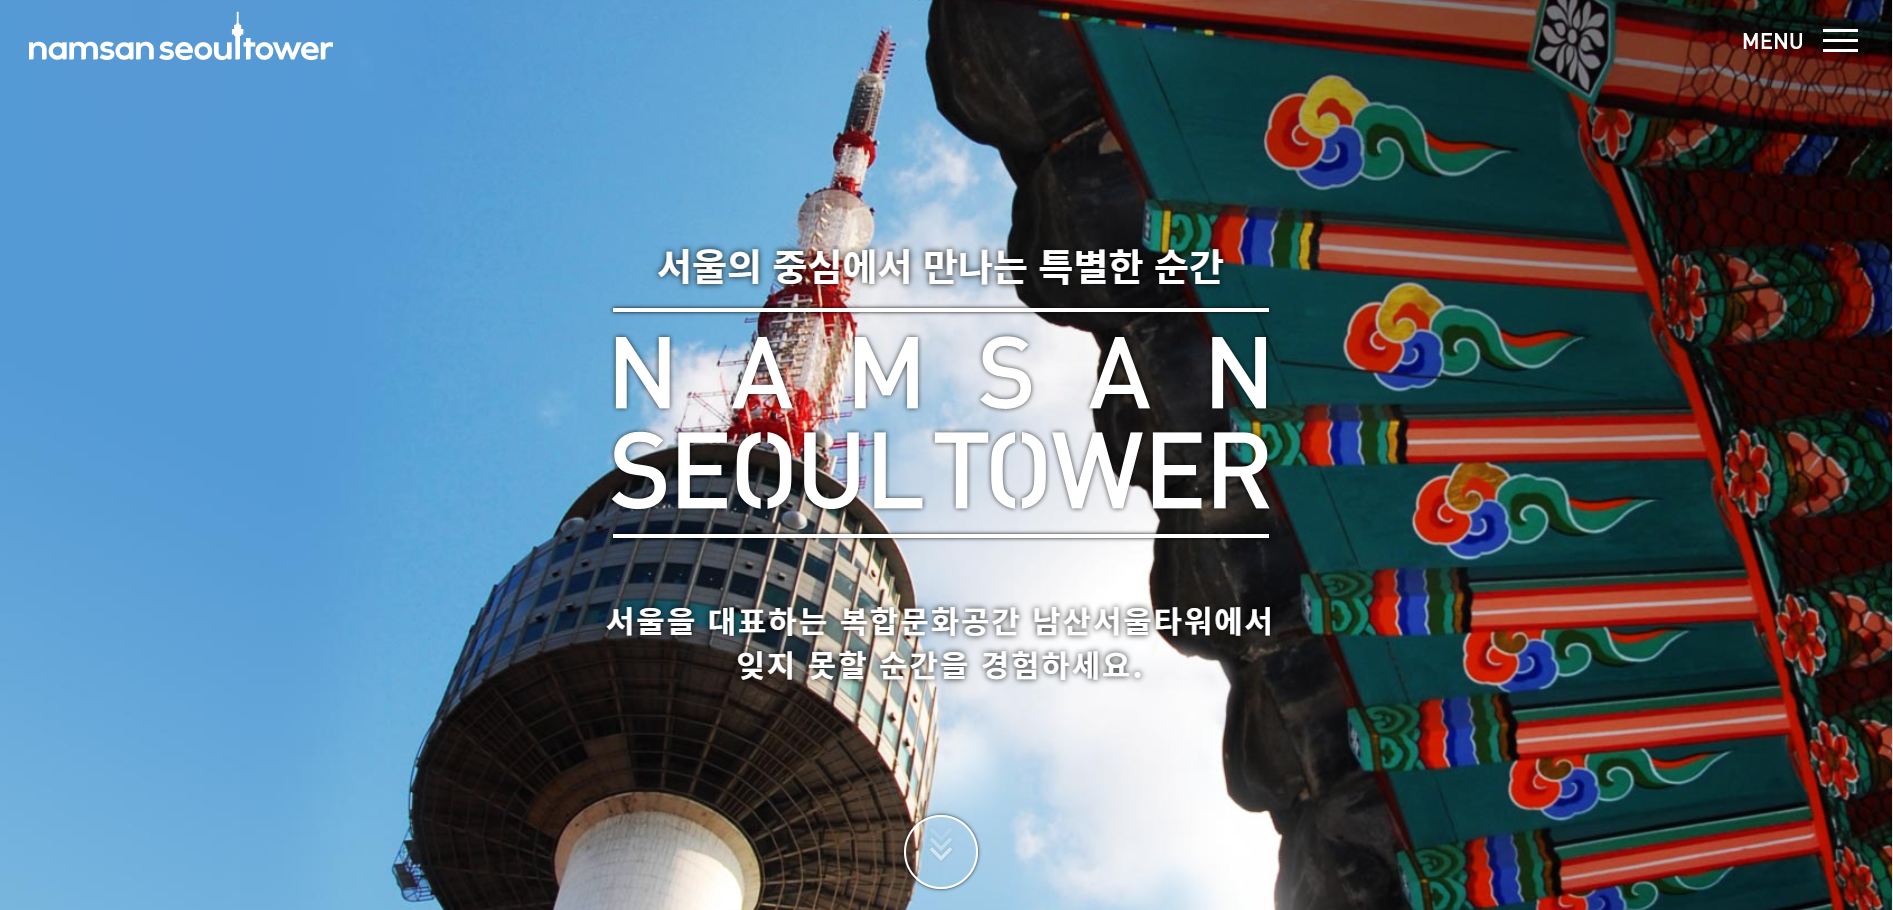 namsan seoultower
MENU
서울의 중심에서 만나는 특별한 순간
NAMSAN
SEOULTOWER
서울을 대표하는 복합문화공간 남산서울타워에서
잊지 못할 순간을 경험하세요.